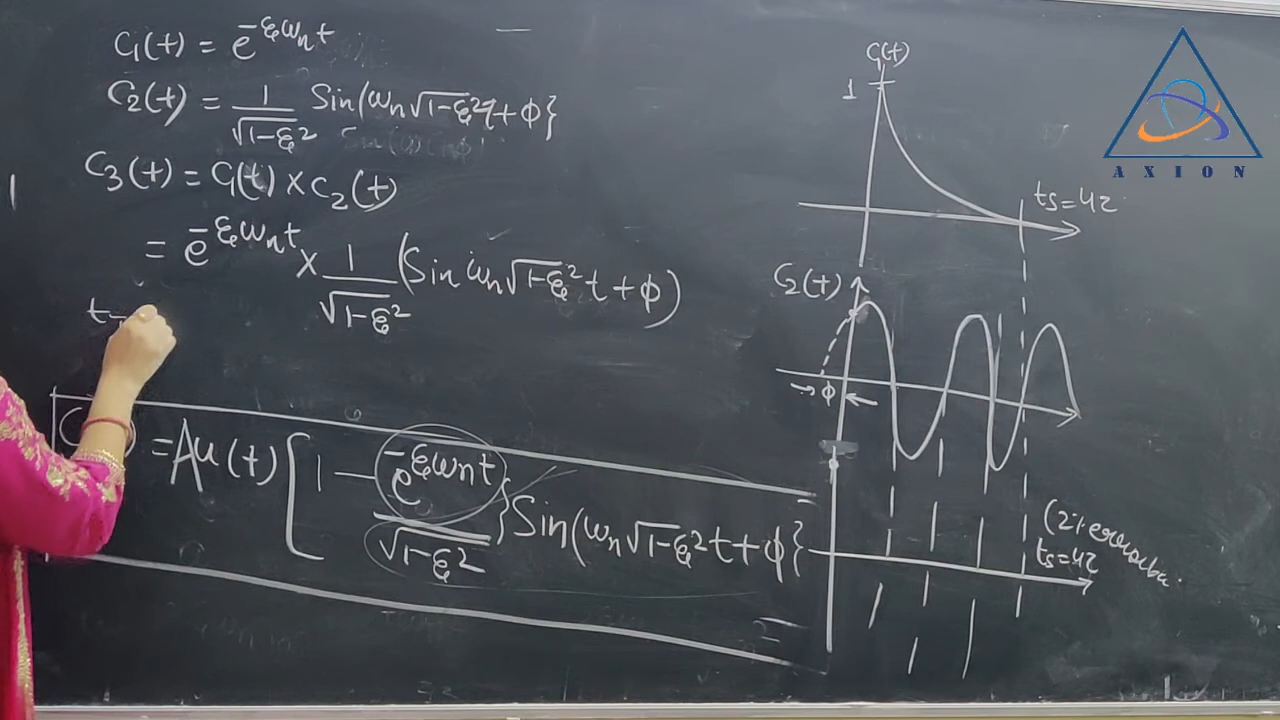 C₁(t) = e^-ξωₙt
C₂(t) = 1/√1-ξ² Sin{ωₙ√1-ξ² t + φ}
C₃(t) = C₁(t) × C₂(t)
= e^-ξωₙt × 1/√1-ξ² (Sin ωₙ√1-ξ² t + φ)
t
= Au(t) [1 - e^-ξωₙt/√1-ξ² } Sin(ωₙ√1-ξ² t + φ}
C₁(t)
1
ts=4τ
C₂(t)
φ
(2%
ts=4τ
AXION